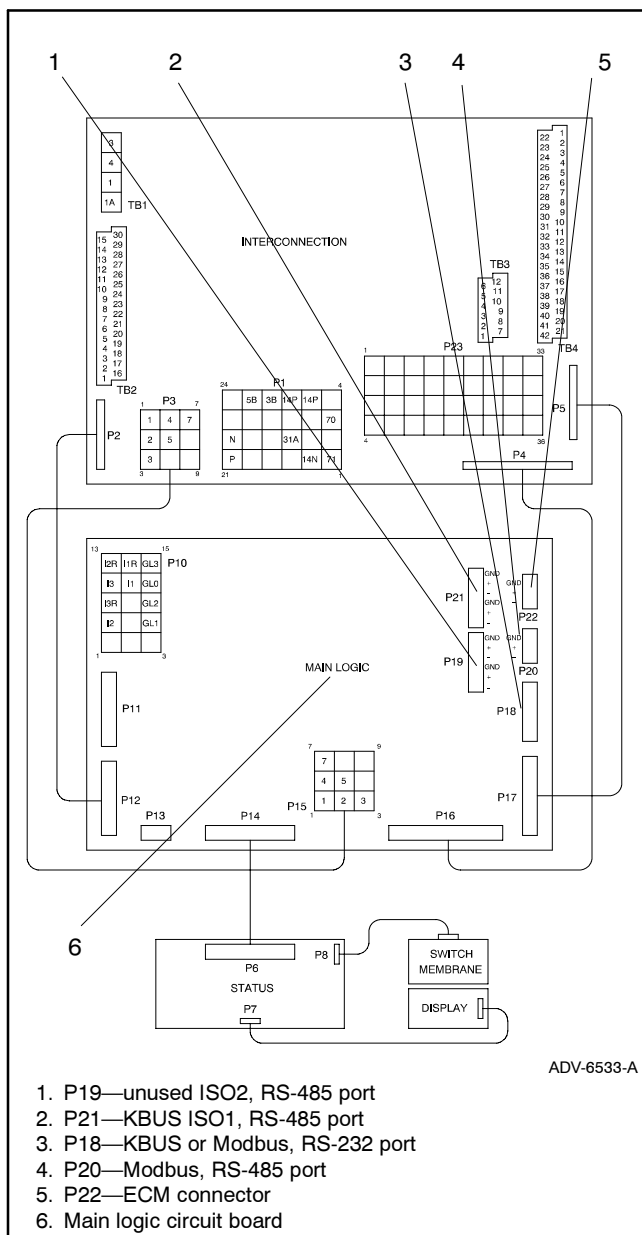 1 2 3 4 5
3
4
1
1A
TB1
INTERCONNECTION
15 30
14 29
13 28
12 27
11 26
10 25
9 24
8 23
7 22
6 21
5 20
4 19
3 18
2 17
1 16
TB2
TB3
6 12
5 11
4 10
3 9
2 8
1 7
22 1
23 2
24 3
25 4
26 5
27 6
28 7
29 8
30 9
31 10
32 11
33 12
34 13
35 14
36 15
37 16
38 17
39 18
40 19
41 20
42 21
TB4
P2
P3
1 7
1 4 7
2 5
3
3 9
P1
24 4
5B 3B 14P 14P
70
N 31A
P 14N 71
21 1
P23
1 33
4 36
P5
P4
13 15
I2R I1R GL3 P10
I3 I1 GL0
I3R GL2
I2 GL1
1 3
MAIN LOGIC
P21
GND
+
-
GND
+
-
P19
GND
+
-
GND
+
-
GND
+
-
P22
GND
+
-
P20
P18
P11
P12
P13
P14
P15
7 9
7
4 5
1 2 3
1 3
P16
P17
6
P6
P8
STATUS
P7
SWITCH
MEMBRANE
DISPLAY
ADV-6533-A
1. P19—unused ISO2, RS-485 port
2. P21—KBUS ISO1, RS-485 port
3. P18—KBUS or Modbus, RS-232 port
4. P20—Modbus, RS-485 port
5. P22—ECM connector
6. Main logic circuit board